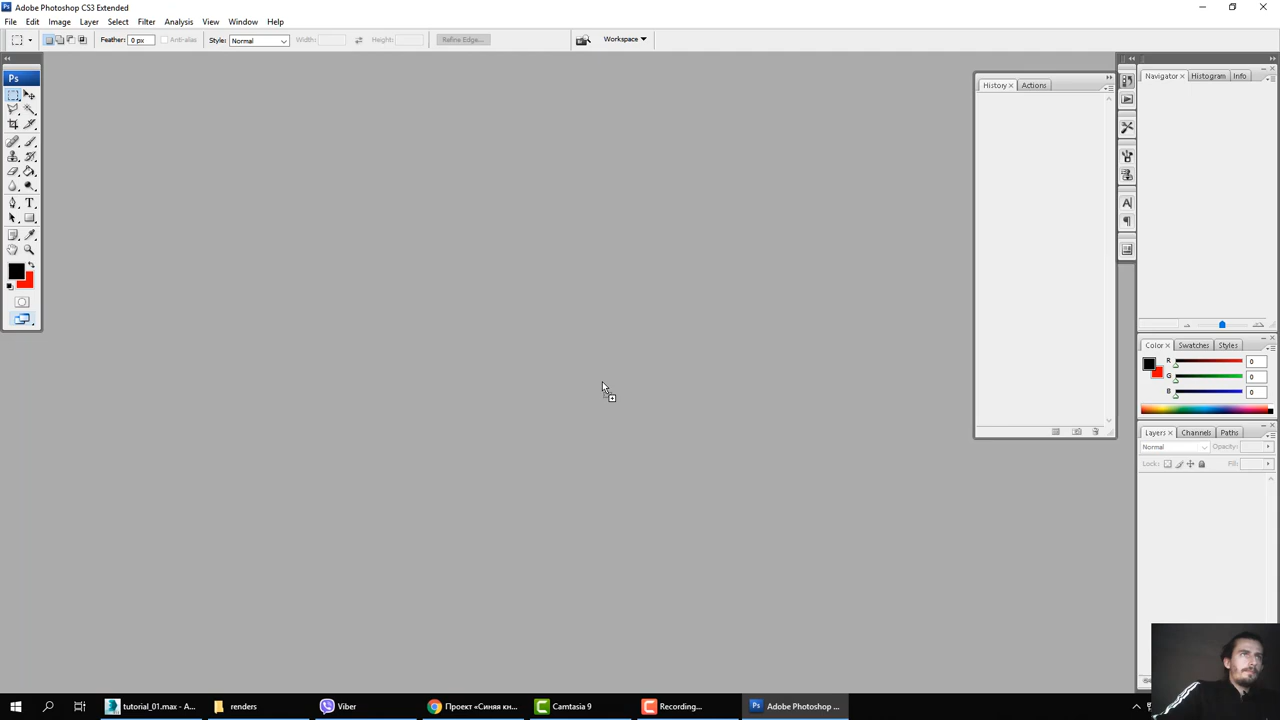 Adobe Photoshop CS3 Extended
File Edit Image Layer Select Filter Analysis View Window Help
Feather: 0 px Anti-alias Style: Normal Width: Height: Refine Edge... Workspace
Ps
History Actions
Navigator Histogram Info
A
Color Swatches Styles
R 0
G 0
B 0
Layers Channels Paths
Normal Opacity:
Lock: Fill:
T
tutorial_01.max - A... renders Viber Проект «Синяя кн... Camtasia 9 Recording... Adobe Photoshop ...